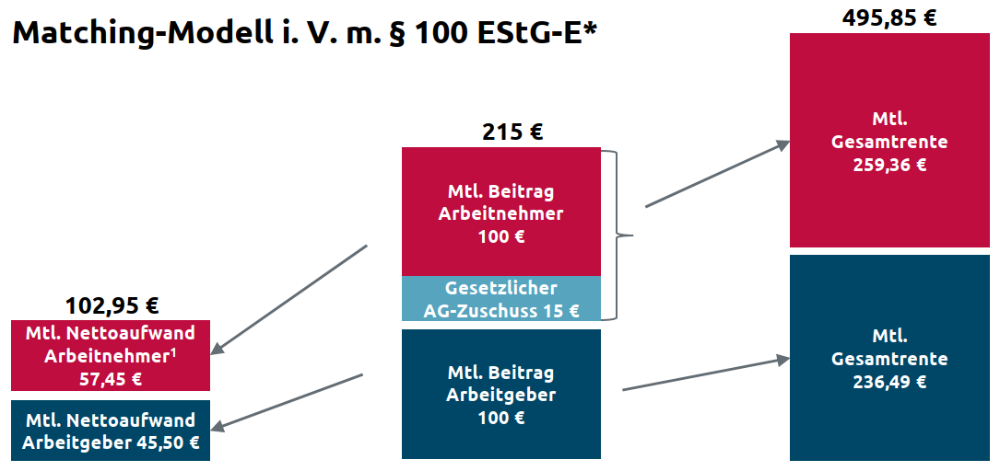 Matching-Modell i. V. m. § 100 EStG-E*
495,85 €
Mtl.
Gesamtrente
259,36 €
215 €
Mtl. Beitrag
Arbeitnehmer
100 €
Gesetzlicher
AG-Zuschuss 15 €
102,95 €
Mtl. Nettoaufwand
Arbeitnehmer¹
57,45 €
Mtl. Nettoaufwand
Arbeitgeber 45,50 €
Mtl. Beitrag
Arbeitgeber
100 €
Mtl.
Gesamtrente
236,49 €